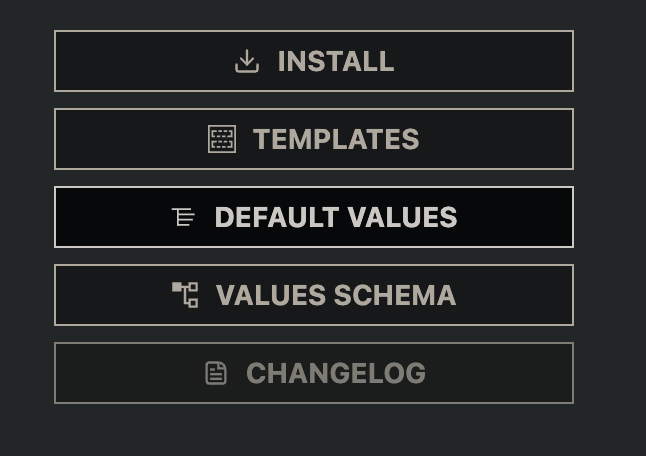 INSTALL
TEMPLATES
DEFAULT VALUES
VALUES SCHEMA
CHANGELOG